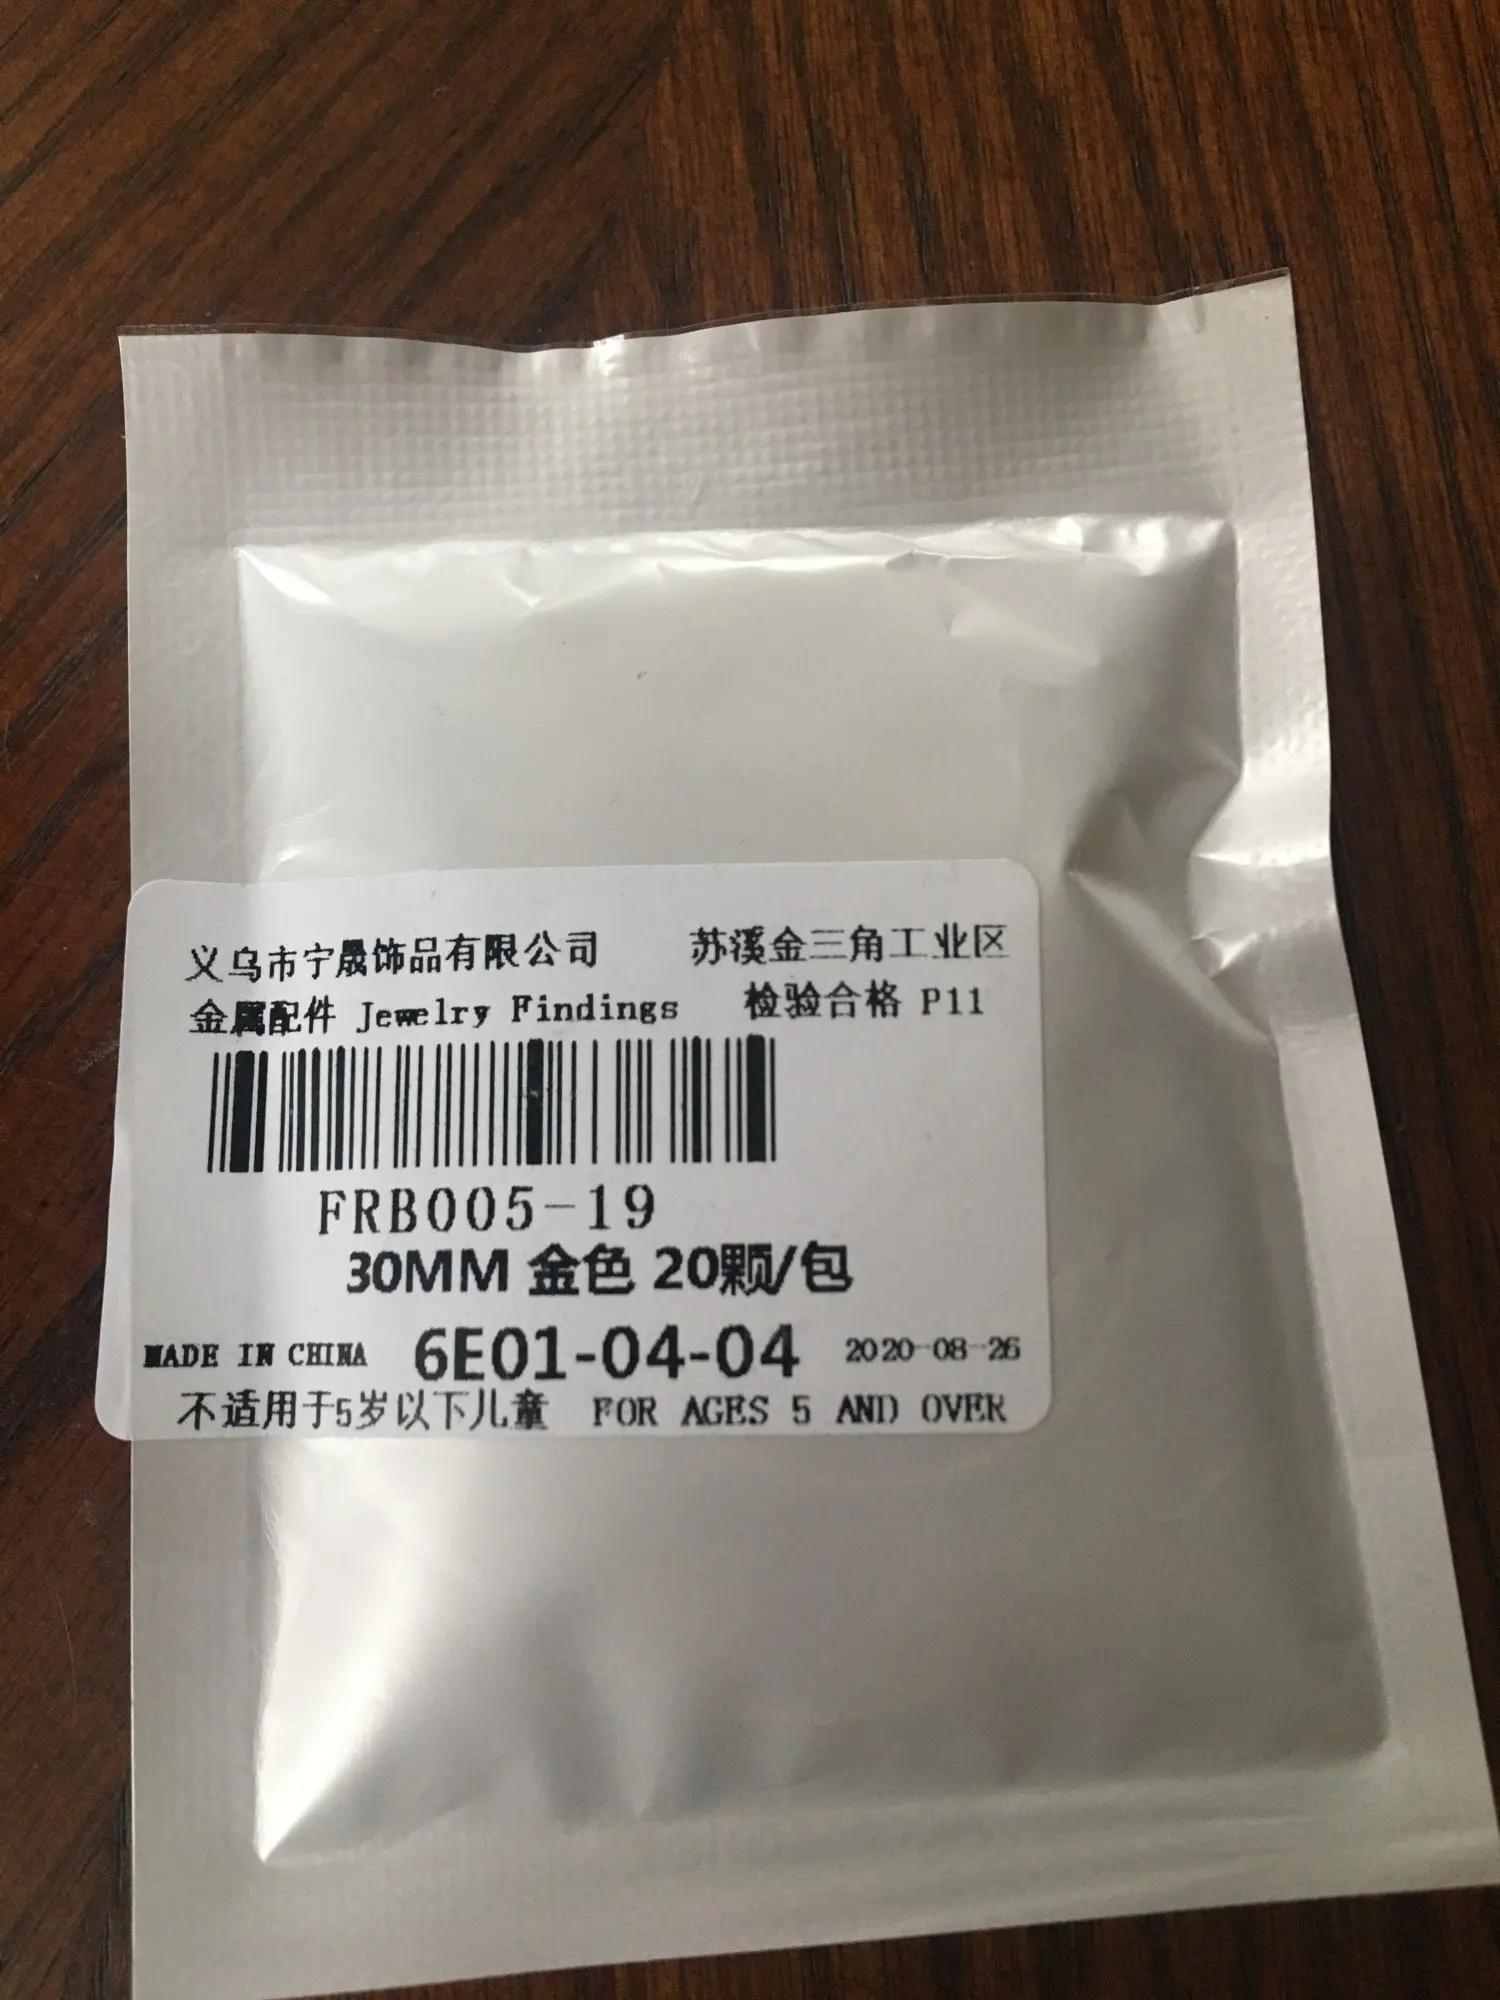 义乌市宁晟饰品有限公司 苏溪金三角工业区
金属配件 Jewelry Findings 检验合格 P11
FRB005-19
30MM 金色 20颗/包
MADE IN CHINA 6E01-04-04 2020-08-26
不适用于5岁以下儿童 FOR AGES 5 AND OVER